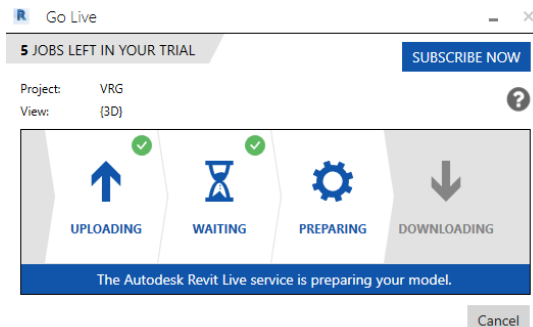 R Go Live
5 JOBS LEFT IN YOUR TRIAL
SUBSCRIBE NOW
Project: VRG
View: {3D}
?
UPLOADING WAITING PREPARING DOWNLOADING
The Autodesk Revit Live service is preparing your model.
Cancel